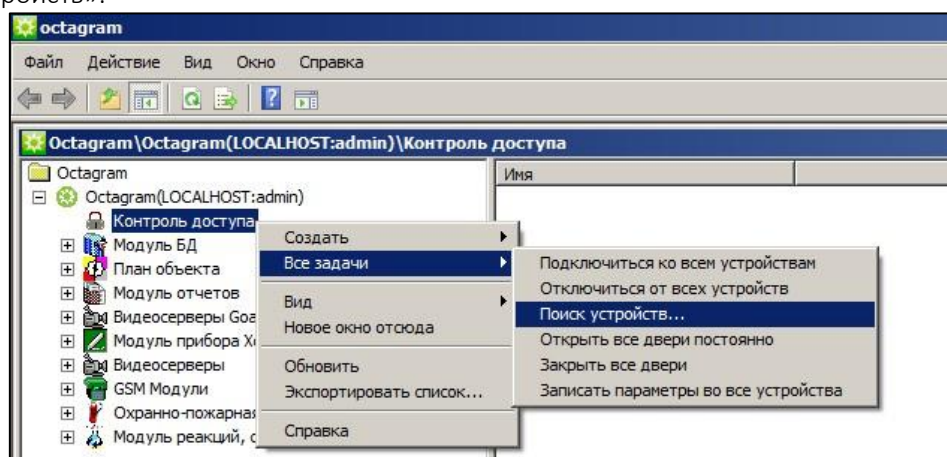 ройств».
octagram
Файл Действие Вид Окно Справка
Octagram\Octagram(LOCALHOST:admin)\Контроль доступа
Octagram
Имя
Octagram(LOCALHOST:admin)
Контроль доступа
Модуль БД
План объекта
Модуль отчетов
Видеосерверы Goa
Модуль прибора
Видеосерверы
GSM Модули
Охранно-пожарная
Модуль реакций,
Создать
Все задачи
Вид
Новое окно отсюда
Обновить
Экспортировать список...
Справка
Подключиться ко всем устройствам
Отключиться от всех устройств
Поиск устройств...
Открыть все двери постоянно
Закрыть все двери
Записать параметры во все устройства